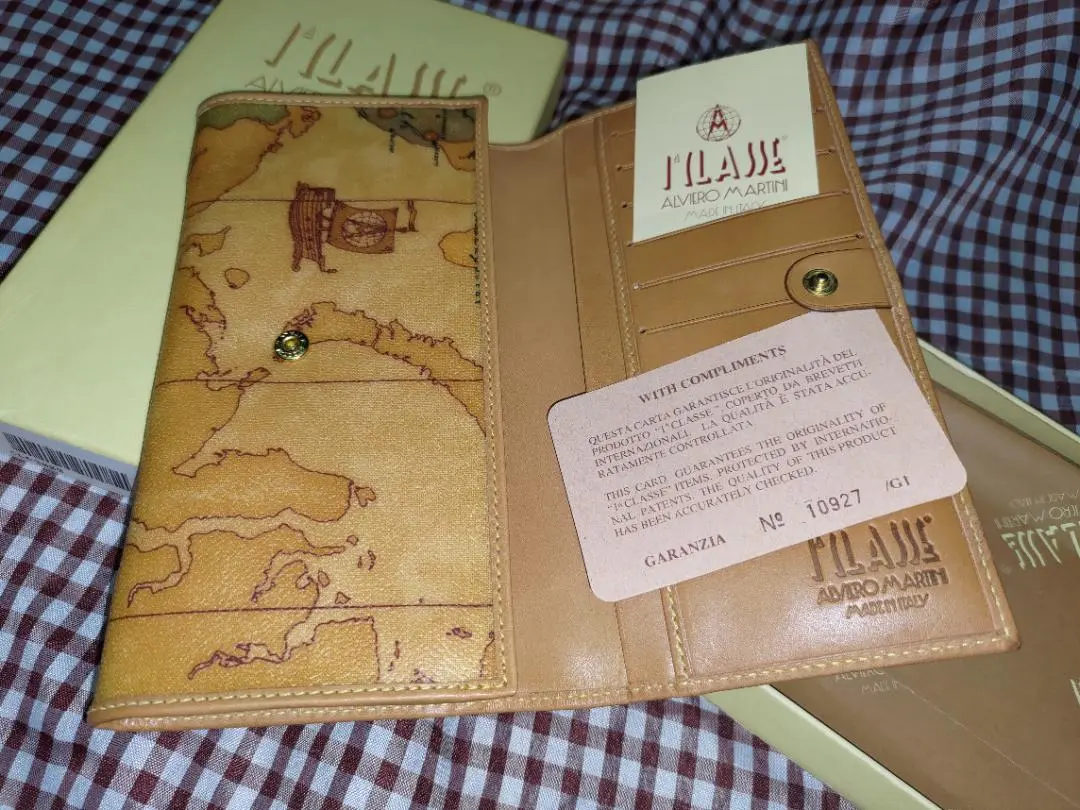 1ᴬ CLASSE®
ALVIERO MARTINI
1ᴬ CLASSE
ALVIERO MARTINI
MADE IN ITALY
WITH COMPLIMENTS
QUESTA CARTA GARANTISCE L'ORIGINALITÀ DEL
PRODOTTO "1ª CLASSE", COPERTO DA BREVETTI
INTERNAZIONALI. LA QUALITÀ È STATA ACCU-
RATAMENTE CONTROLLATA
THIS CARD GUARANTEES THE ORIGINALITY OF
"1ª CLASSE" ITEMS. PROTECTED BY INTERNATIO-
NAL PATENTS. THE QUALITY OF THIS PRODUCT
HAS BEEN ACCURATELY CHECKED.
GARANZIA Nº 10927 /G1
1ᴬ CLASSE
ALVIERO MARTINI
MADE IN ITALY